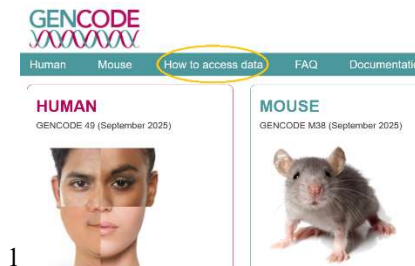 GENCODE
Human Mouse How to access data FAQ Documentati
HUMAN
GENCODE 49 (September 2025)
MOUSE
GENCODE M38 (September 2025)
1